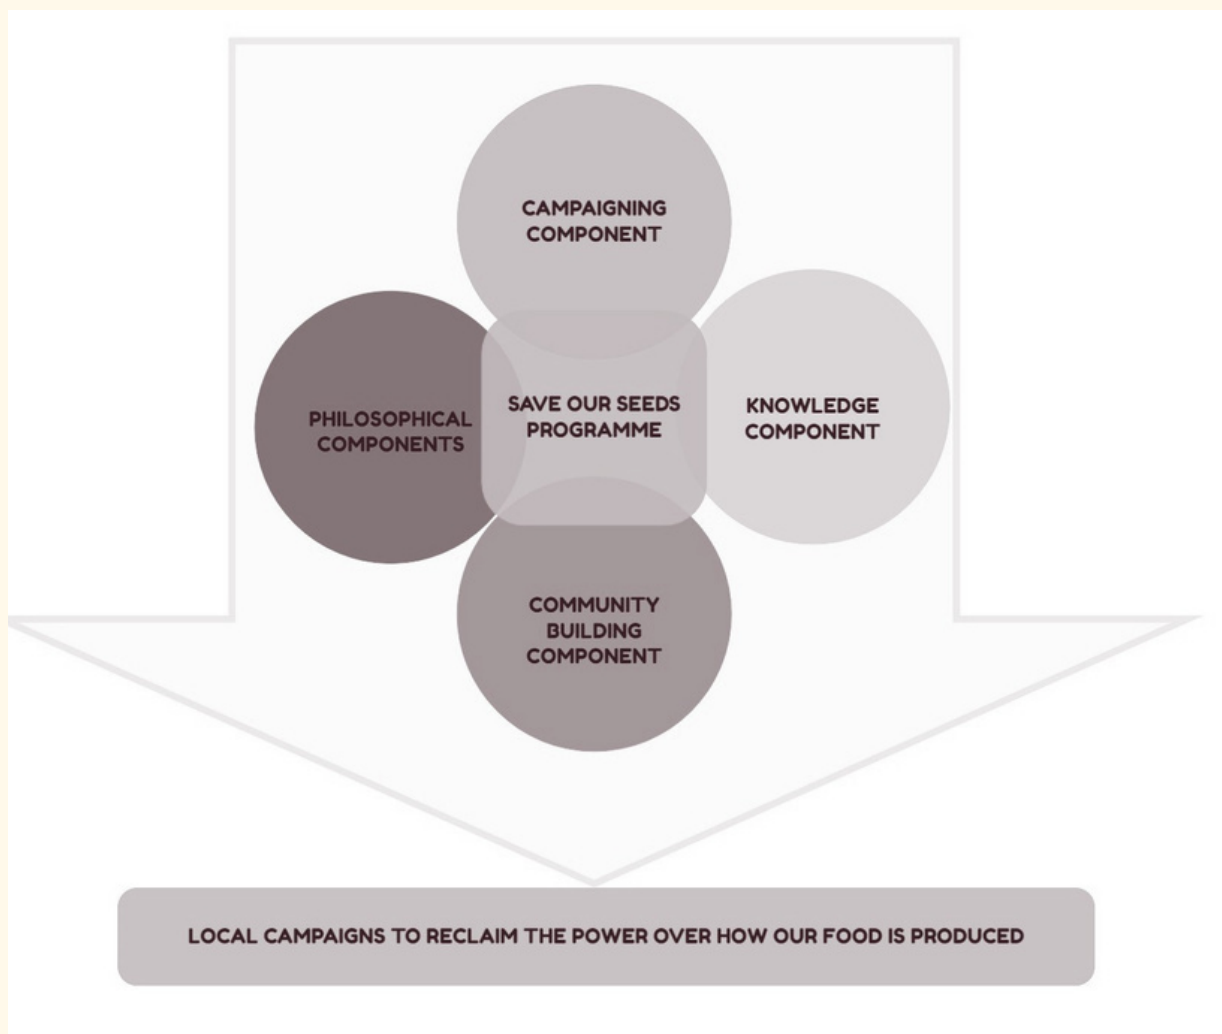 CAMPAIGNING
COMPONENT
PHILOSOPHICAL
COMPONENTS
SAVE OUR SEEDS
PROGRAMME
KNOWLEDGE
COMPONENT
COMMUNITY
BUILDING
COMPONENT
LOCAL CAMPAIGNS TO RECLAIM THE POWER OVER HOW OUR FOOD IS PRODUCED